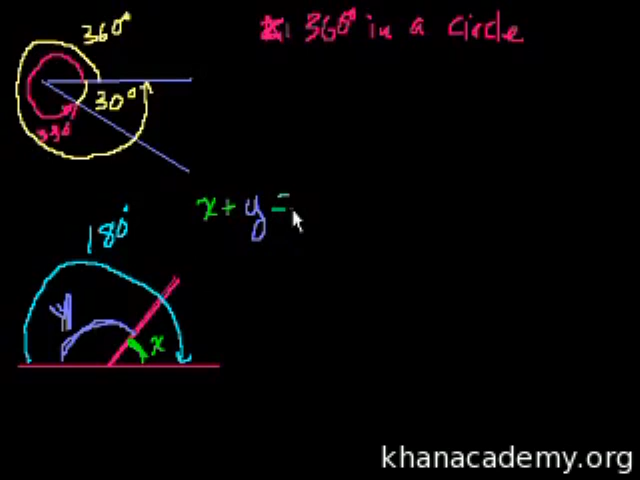 360° in a circle
360°
30°
330
x + y =
180°
y
x
khanacademy.org